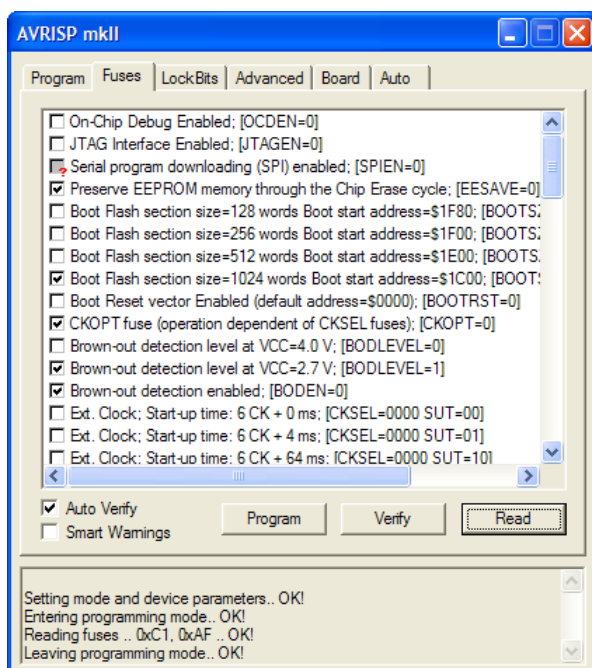 AVRISP mkII
Program Fuses LockBits Advanced Board Auto
On-Chip Debug Enabled; [OCDEN=0]
JTAG Interface Enabled; [JTAGEN=0]
Serial program downloading (SPI) enabled; [SPIEN=0]
Preserve EEPROM memory through the Chip Erase cycle; [EESAVE=0]
Boot Flash section size=128 words Boot start address=$1F80; [BOOTSZ
Boot Flash section size=256 words Boot start address=$1F00; [BOOTSZ
Boot Flash section size=512 words Boot start address=$1E00; [BOOTSZ
Boot Flash section size=1024 words Boot start address=$1C00; [BOOTS
Boot Reset vector Enabled (default address=$0000); [BOOTRST=0]
CKOPT fuse (operation dependent of CKSEL fuses); [CKOPT=0]
Brown-out detection level at VCC=4.0 V; [BODLEVEL=0]
Brown-out detection level at VCC=2.7 V; [BODLEVEL=1]
Brown-out detection enabled; [BODEN=0]
Ext. Clock; Start-up time: 6 CK + 0 ms; [CKSEL=0000 SUT=00]
Ext. Clock; Start-up time: 6 CK + 4 ms; [CKSEL=0000 SUT=01]
Ext. Clock; Start-up time: 6 CK + 64 ms; [CKSEL=0000 SUT=10]
Auto Verify
Smart Warnings
Program Verify Read
Setting mode and device parameters.. OK!
Entering programming mode.. OK!
Reading fuses .. 0xC1, 0xAF .. OK!
Leaving programming mode.. OK!